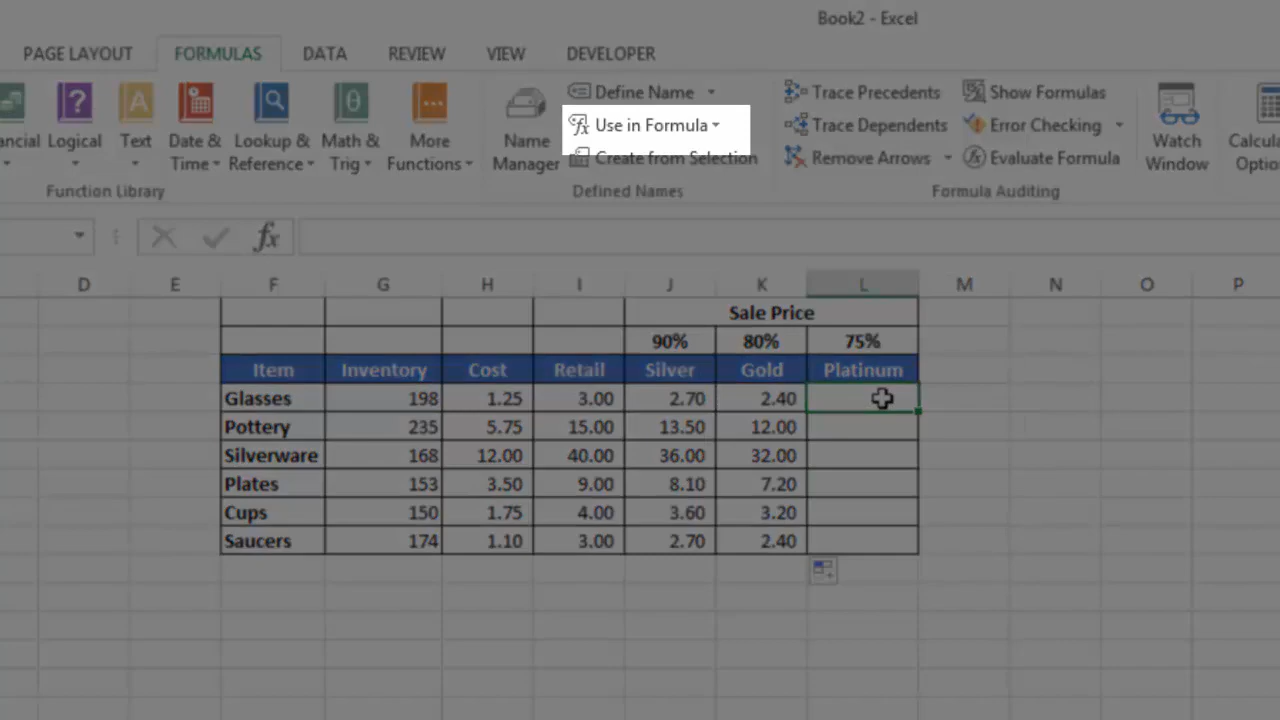 Book2 - Excel
PAGE LAYOUT FORMULAS DATA REVIEW VIEW DEVELOPER
Logical
Text
Date & Time
Lookup & Reference
Math & Trig
More Functions
Function Library
Name Manager
Define Name
Use in Formula
Create from Selection
Defined Names
Trace Precedents
Trace Dependents
Remove Arrows
Show Formulas
Error Checking
Evaluate Formula
Formula Auditing
Watch Window
fx
D E F G H I J K L M N O P
Sale Price
90% 80% 75%
Item Inventory Cost Retail Silver Gold Platinum
Glasses 198 1.25 3.00 2.70 2.40
Pottery 235 5.75 15.00 13.50 12.00
Silverware 168 12.00 40.00 36.00 32.00
Plates 153 3.50 9.00 8.10 7.20
Cups 150 1.75 4.00 3.60 3.20
Saucers 174 1.10 3.00 2.70 2.40